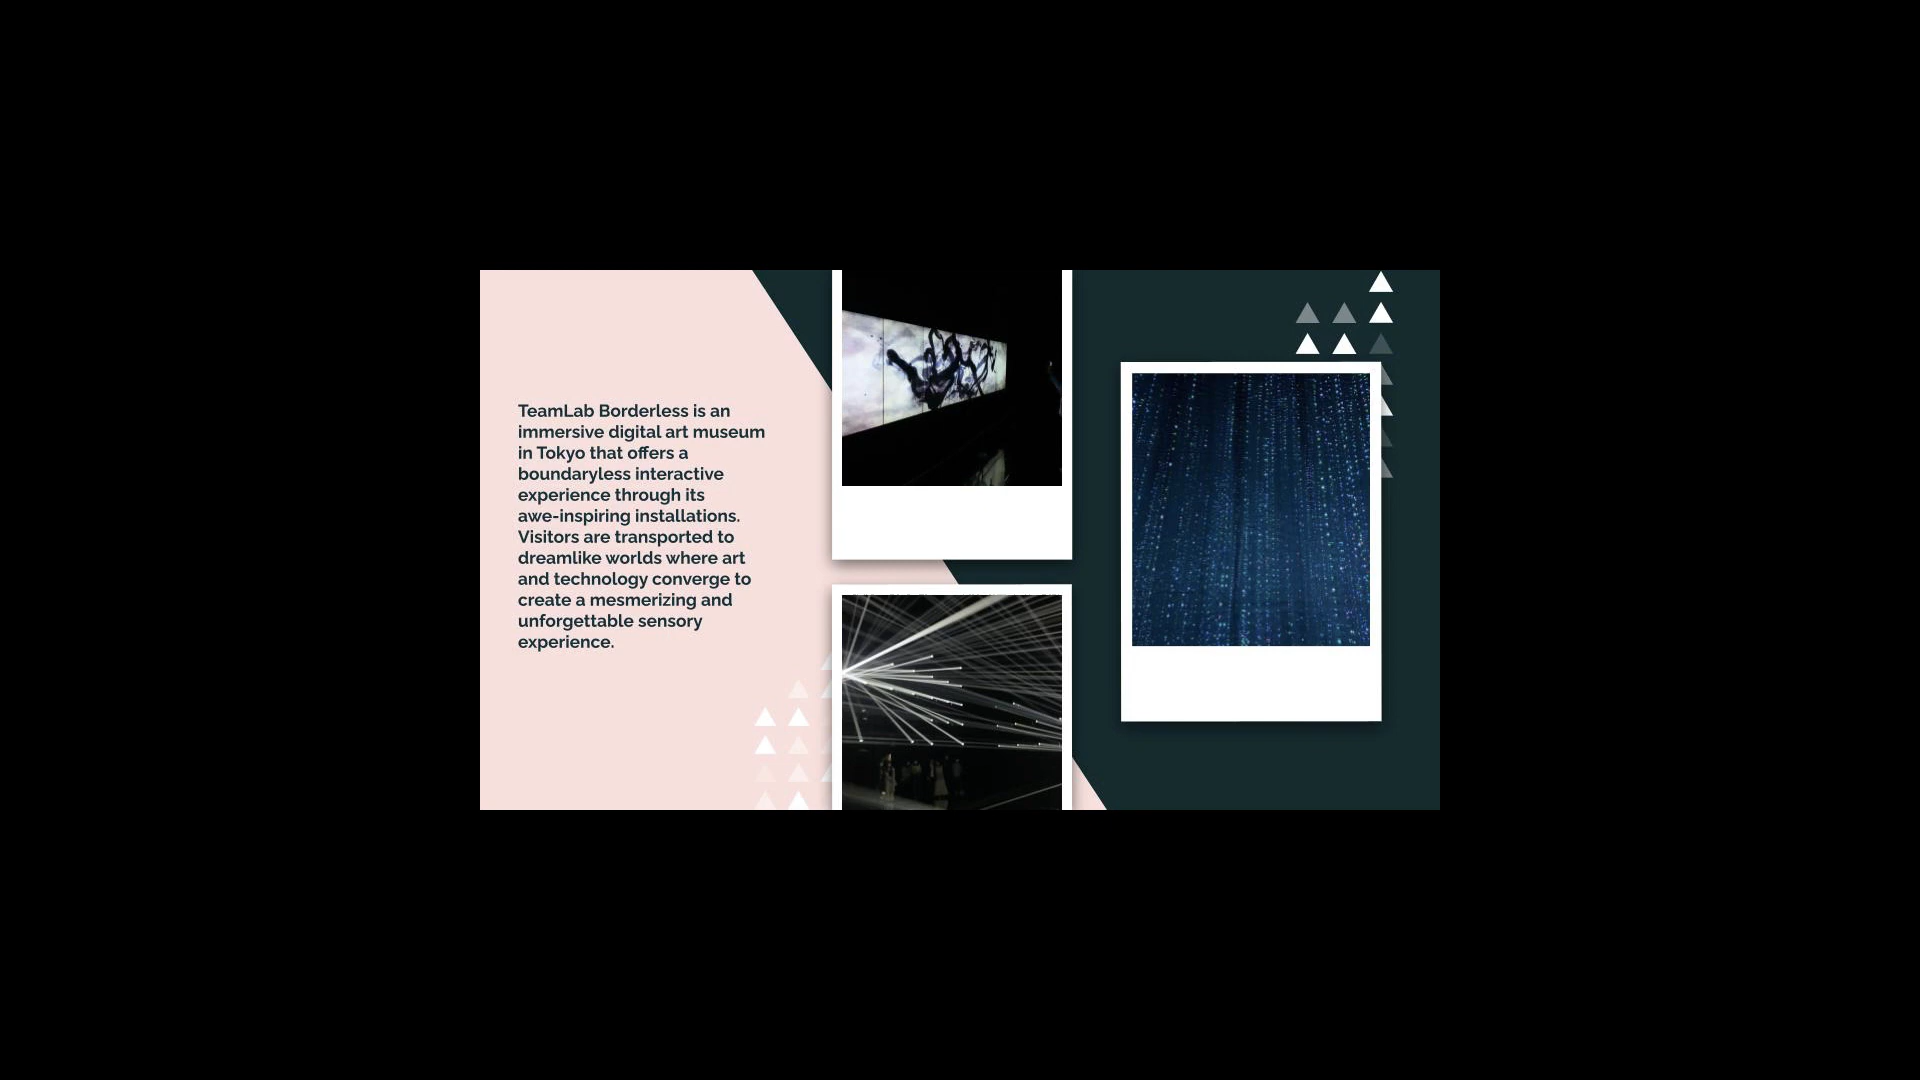 TeamLab Borderless is an
immersive digital art museum
in Tokyo that offers a
boundaryless interactive
experience through its
awe-inspiring installations.
Visitors are transported to
dreamlike worlds where art
and technology converge to
create a mesmerizing and
unforgettable sensory
experience.